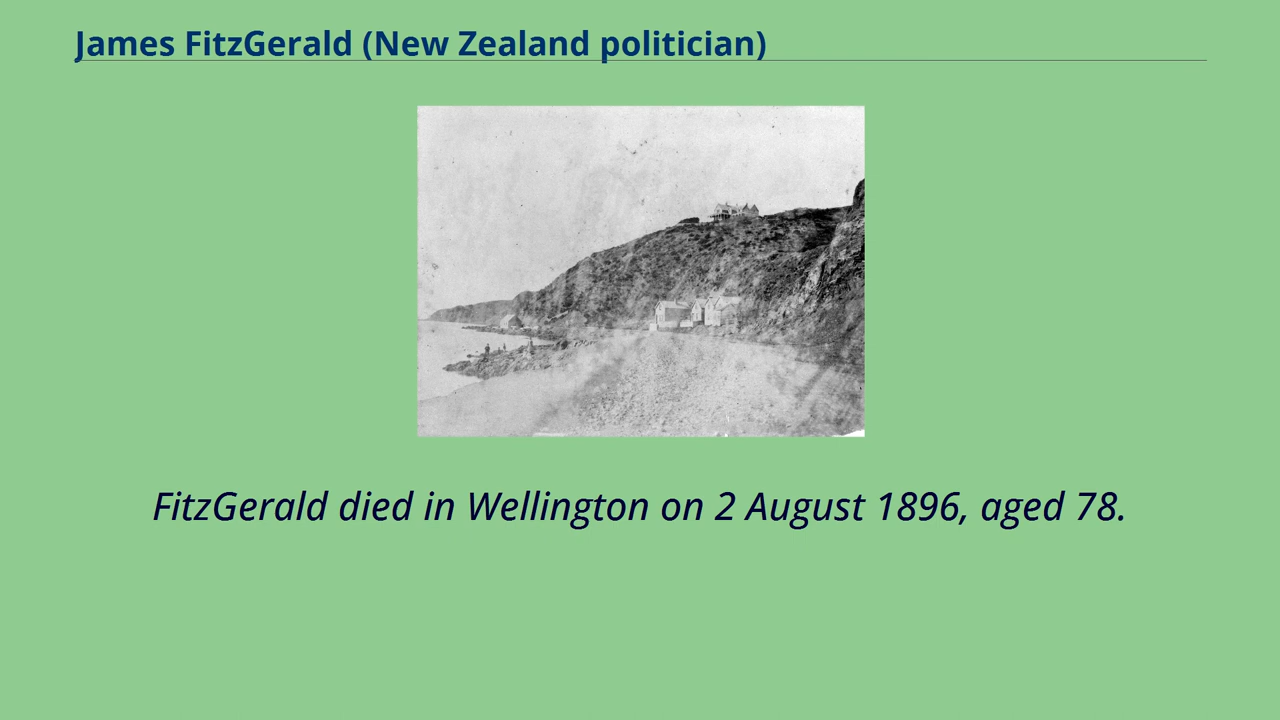 James FitzGerald (New Zealand politician)
FitzGerald died in Wellington on 2 August 1896, aged 78.